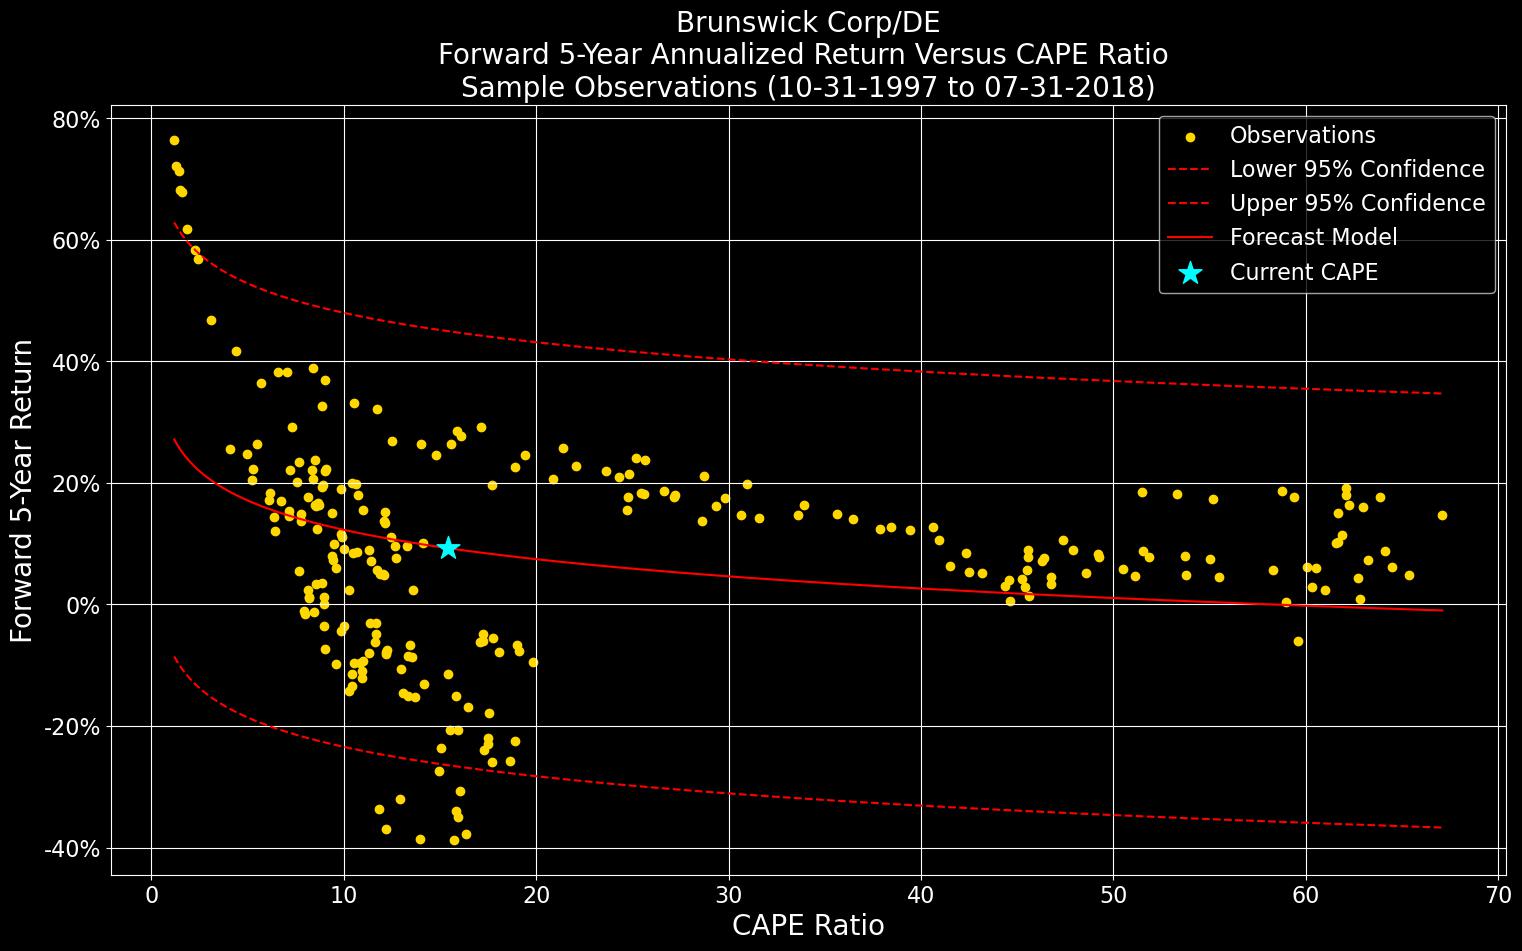 Brunswick Corp/DE
Forward 5-Year Annualized Return Versus CAPE Ratio
Sample Observations (10-31-1997 to 07-31-2018)
Observations
Lower 95% Confidence
Upper 95% Confidence
Forecast Model
Current CAPE
Forward 5-Year Return
80%
60%
40%
20%
0%
-20%
-40%
0 10 20 30 40 50 60 70
CAPE Ratio